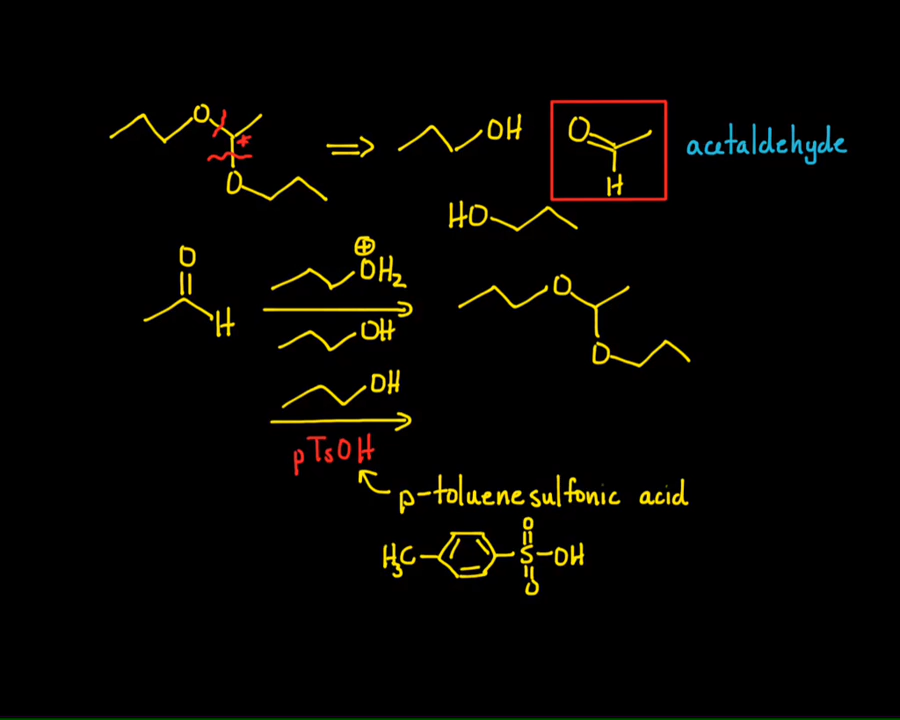 O
O
OH
O
H
acetaldehyde
HO
O
H
⊕
OH2
OH
O
O
OH
pTsOH
p-toluenesulfonic acid
H3C
O
S
OH
O